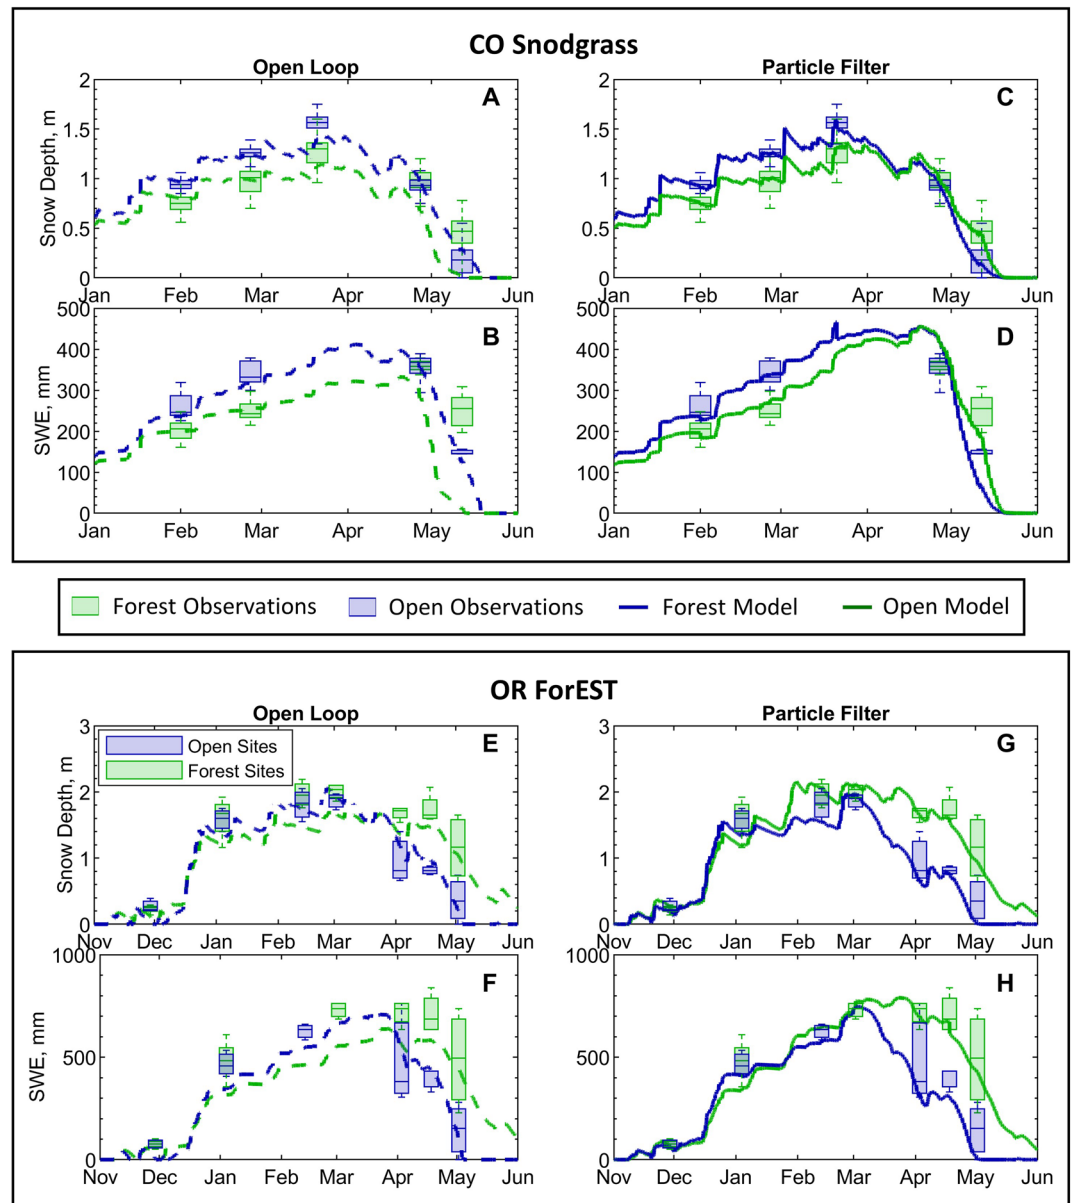 CO Snodgrass
Open Loop
Particle Filter
A
C
2
1.5
1
0.5
0
Snow Depth, m
Jan Feb Mar Apr May Jun
2
1.5
1
0.5
0
Jan Feb Mar Apr May Jun
B
D
500
400
300
200
100
0
SWE, mm
Jan Feb Mar Apr May Jun
500
400
300
200
100
0
Jan Feb Mar Apr May Jun
Forest Observations Open Observations Forest Model Open Model
OR ForEST
Open Loop
Particle Filter
E
G
Open Sites
Forest Sites
3
2
1
0
Snow Depth, m
Nov Dec Jan Feb Mar Apr May Jun
3
2
1
0
Nov Dec Jan Feb Mar Apr May Jun
F
H
1000
500
0
SWE, mm
Nov Dec Jan Feb Mar Apr May Jun
1000
500
0
Nov Dec Jan Feb Mar Apr May Jun